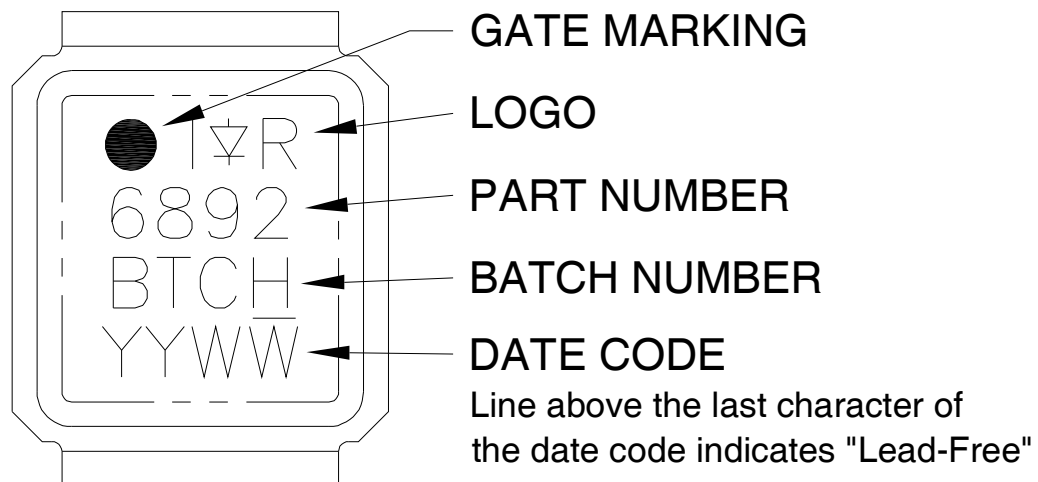 GATE MARKING
I R
LOGO
6892
PART NUMBER
BTCH
BATCH NUMBER
YYWW
DATE CODE
Line above the last character of
the date code indicates "Lead-Free"